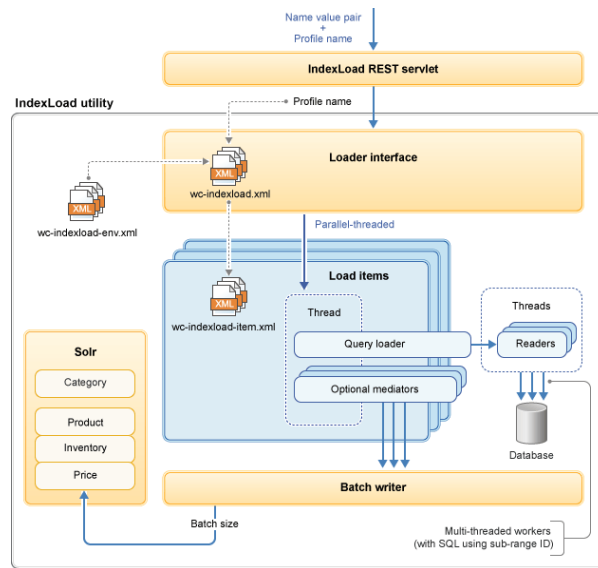 Name value pair
+
Profile name
IndexLoad REST servlet
IndexLoad utility
Profile name
Loader interface
XML
wc-indexload.xml
XML
wc-indexload-env.xml
Parallel-threaded
Load items
XML
wc-indexload-item.xml
Thread
Threads
Query loader
Readers
Optional mediators
Solr
Category
Product
Inventory
Price
Database
Batch writer
Batch size
Multi-threaded workers
(with SQL using sub-range ID)